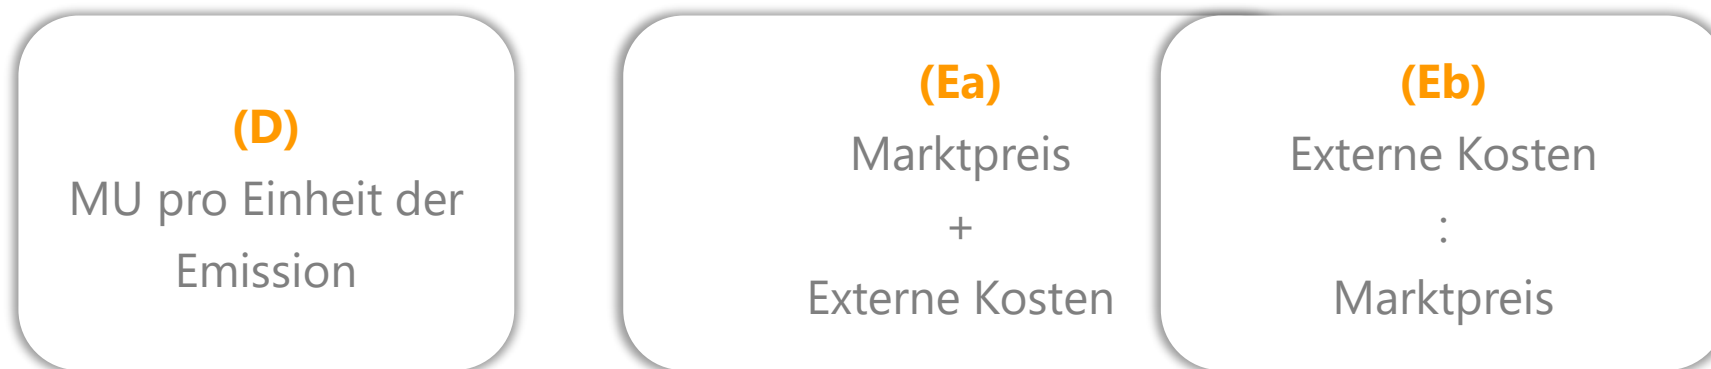 (D)
MU pro Einheit der
Emission
(Ea)
Marktpreis
+
Externe Kosten
(Eb)
Externe Kosten
:
Marktpreis